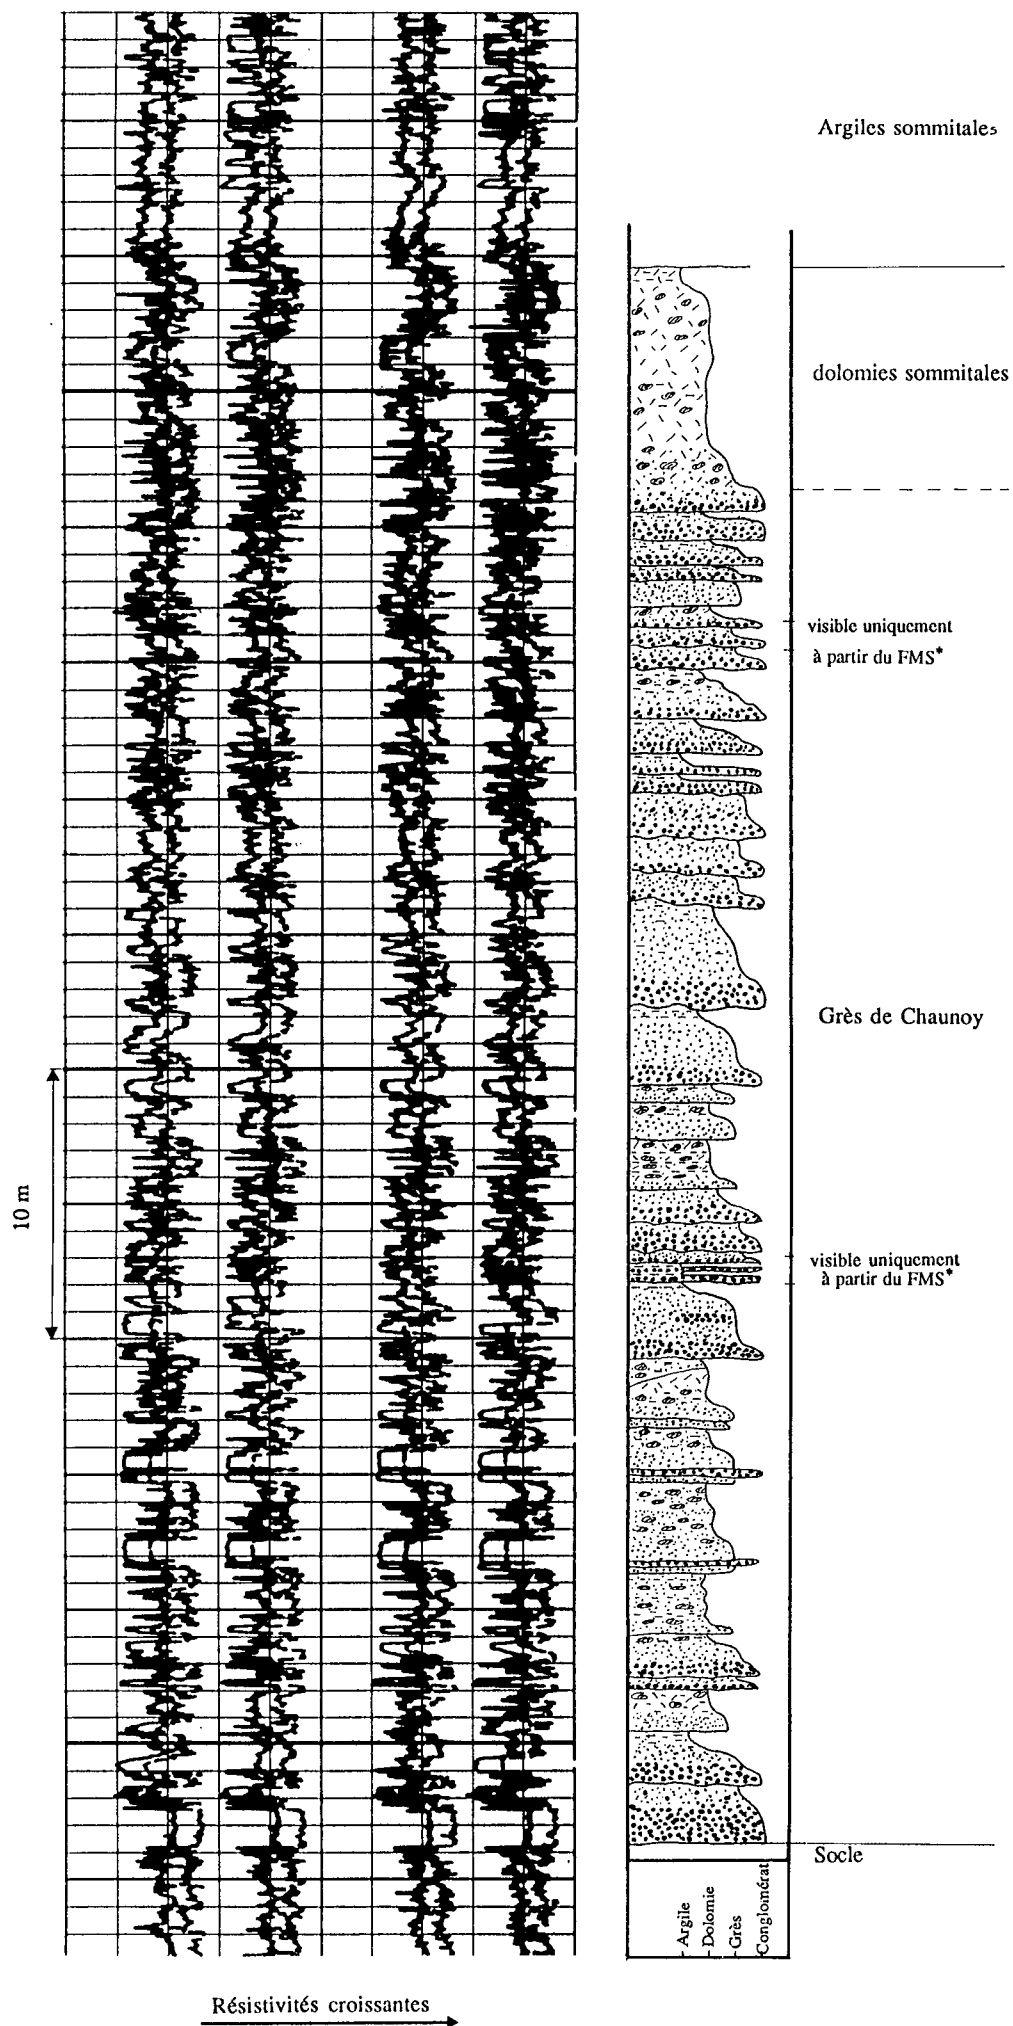 Argiles sommitales
dolomies sommitales
visible uniquement
à partir du FMS*
Grès de Chaunoy
10 m
visible uniquement
à partir du FMS*
Socle
Argile
Dolomie
Grès
Conglomérat
Résistivités croissantes